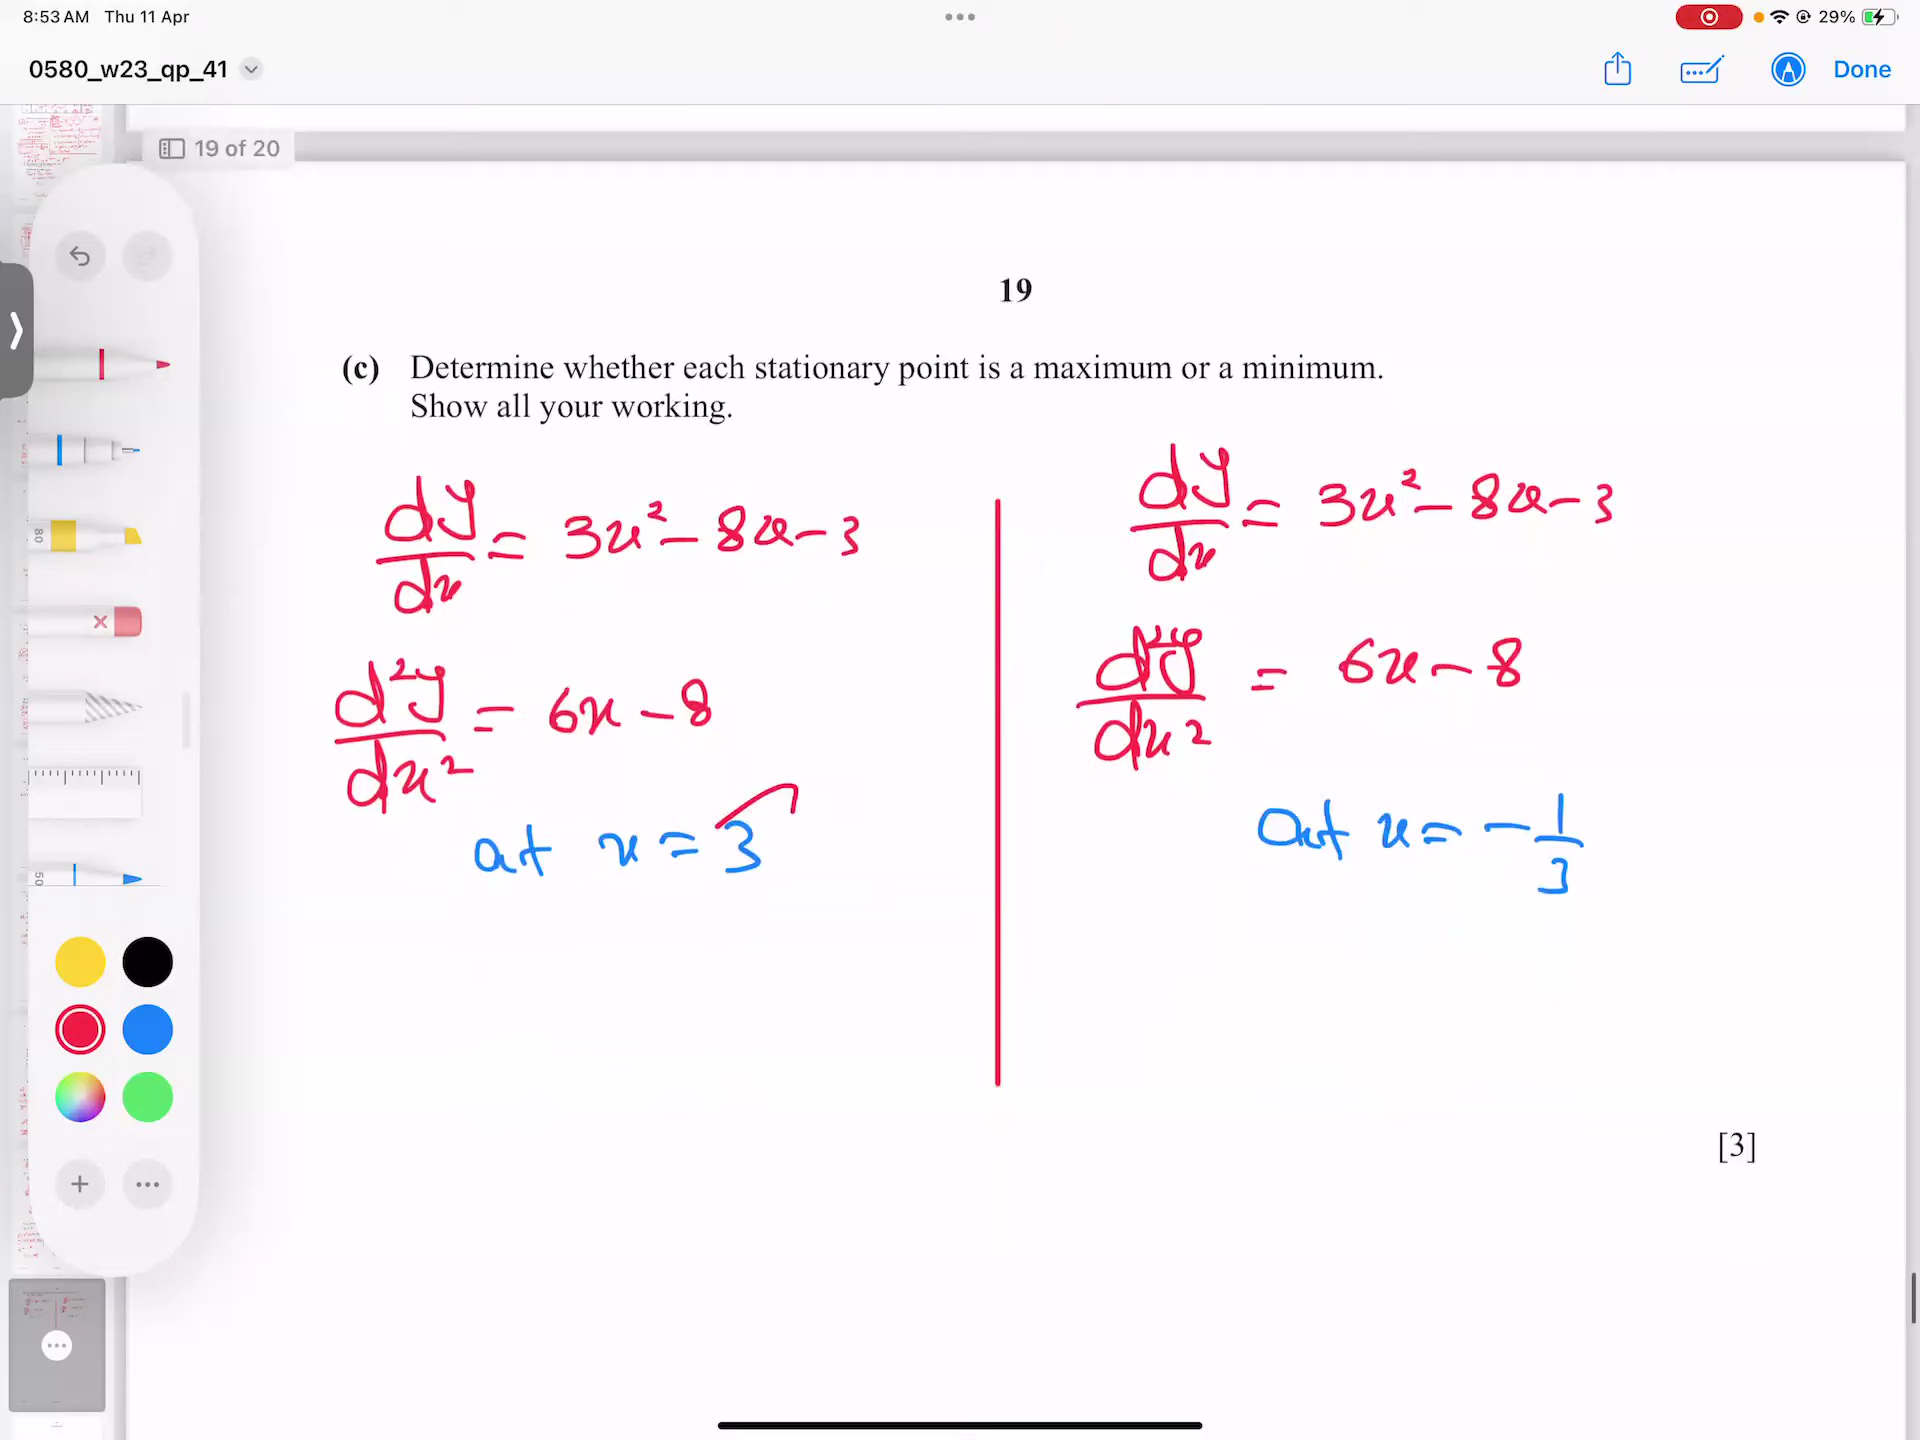 8:53 AM Thu 11 Apr
29%
0580_w23_qp_41
Done
19 of 20
19
(c) Determine whether each stationary point is a maximum or a minimum.
Show all your working.
dy/dx = 3x² - 8x - 3
d²y/dx² = 6x - 8
at x = 3
dy/dx = 3x² - 8x - 3
d²y/dx² = 6x - 8
at x = -1/3
[3]
80
50